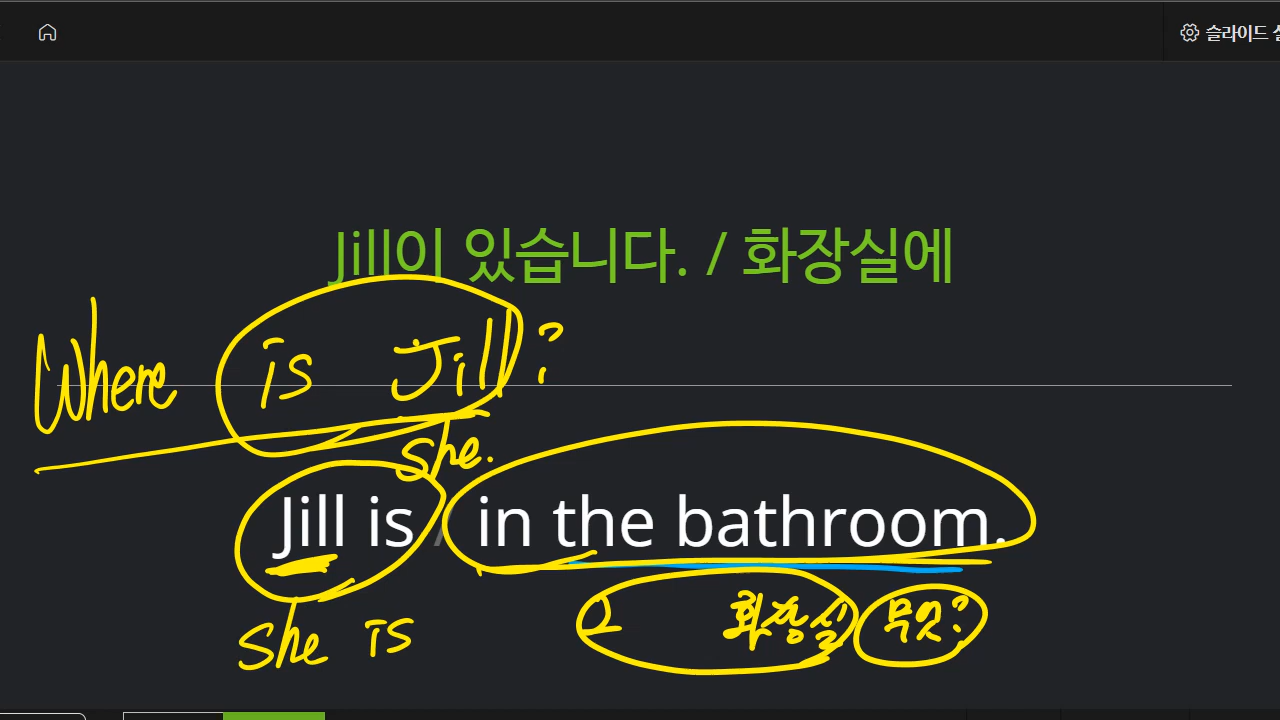 슬라이드
Jill이 있습니다. / 화장실에
Where is Jill?
she.
Jill is / in the bathroom.
그 화장실 무엇?
she is